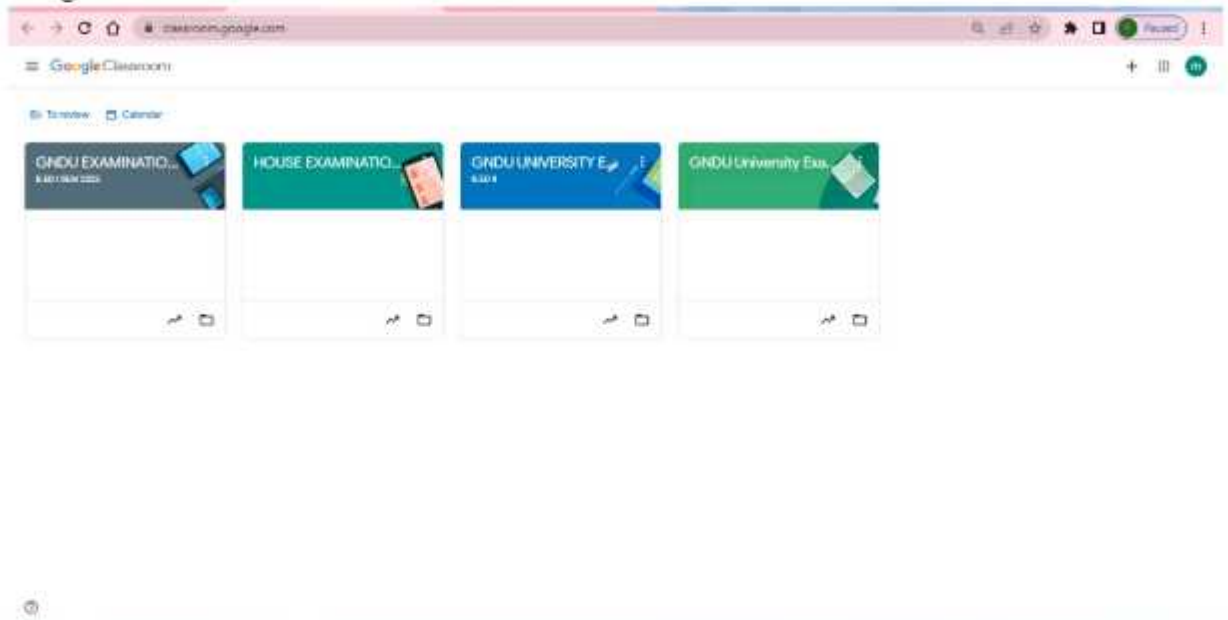 classroom.google.com
Paused
Google Classroom
m
To review Calendar
GNDU EXAMINATIO...
HOUSE EXAMINATIO...
GNDU UNIVERSITY E...
GNDU University Exa...